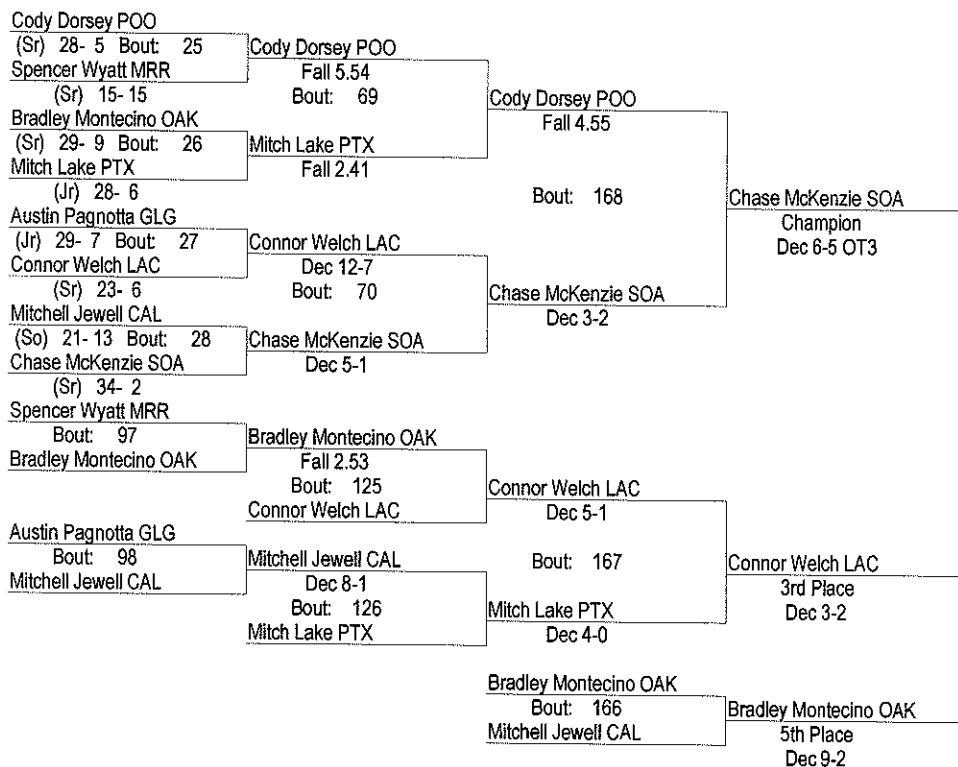 Cody Dorsey POO
(Sr) 28- 5 Bout: 25
Spencer Wyatt MRR
(Sr) 15- 15
Bradley Montecino OAK
(Sr) 29- 9 Bout: 26
Mitch Lake PTX
(Jr) 28- 6
Austin Pagnotta GLG
(Jr) 29- 7 Bout: 27
Connor Welch LAC
(Sr) 23- 6
Mitchell Jewell CAL
(So) 21- 13 Bout: 28
Chase McKenzie SOA
(Sr) 34- 2
Cody Dorsey POO
Fall 5.54
Bout: 69
Mitch Lake PTX
Fall 2.41
Connor Welch LAC
Dec 12-7
Bout: 70
Chase McKenzie SOA
Dec 5-1
Cody Dorsey POO
Fall 4.55
Bout: 168
Chase McKenzie SOA
Dec 3-2
Chase McKenzie SOA
Champion
Dec 6-5 OT3
Spencer Wyatt MRR
Bout: 97
Bradley Montecino OAK
Austin Pagnotta GLG
Bout: 98
Mitchell Jewell CAL
Bradley Montecino OAK
Fall 2.53
Bout: 125
Connor Welch LAC
Mitchell Jewell CAL
Dec 8-1
Bout: 126
Mitch Lake PTX
Connor Welch LAC
Dec 5-1
Bout: 167
Mitch Lake PTX
Dec 4-0
Connor Welch LAC
3rd Place
Dec 3-2
Bradley Montecino OAK
Bout: 166
Mitchell Jewell CAL
Bradley Montecino OAK
5th Place
Dec 9-2